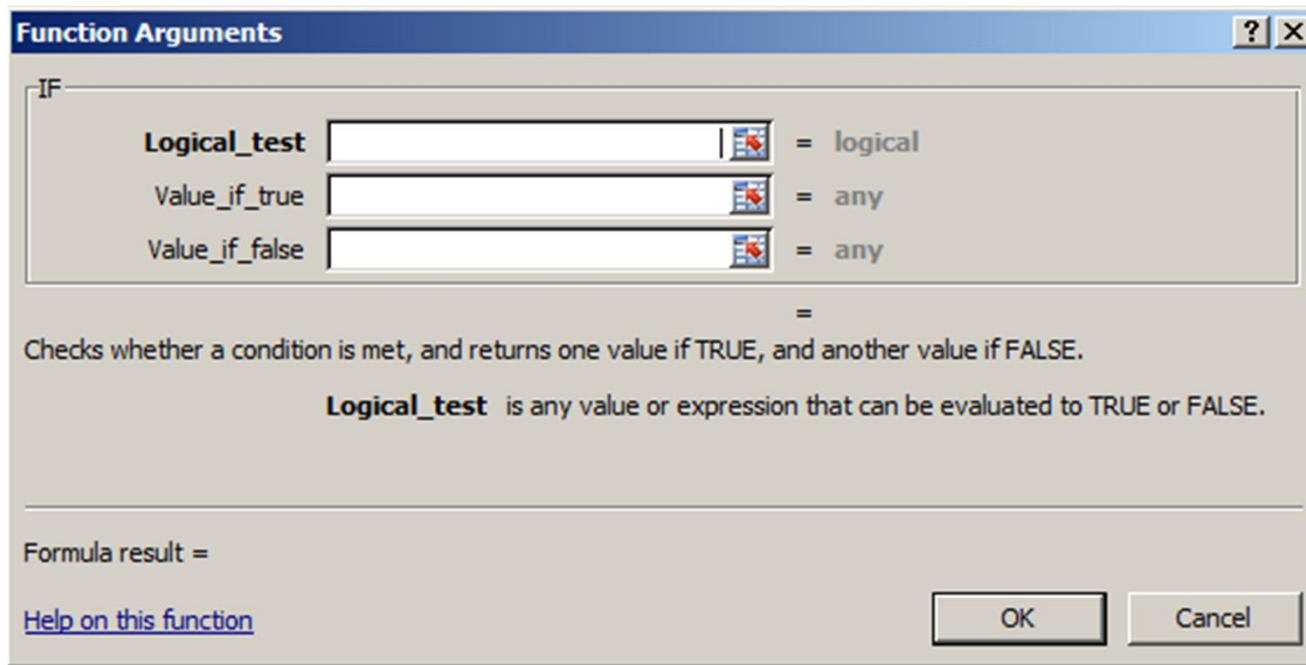 Function Arguments
IF
Logical_test = logical
Value_if_true = any
Value_if_false = any
=
Checks whether a condition is met, and returns one value if TRUE, and another value if FALSE.
Logical_test is any value or expression that can be evaluated to TRUE or FALSE.
Formula result =
Help on this function OK Cancel